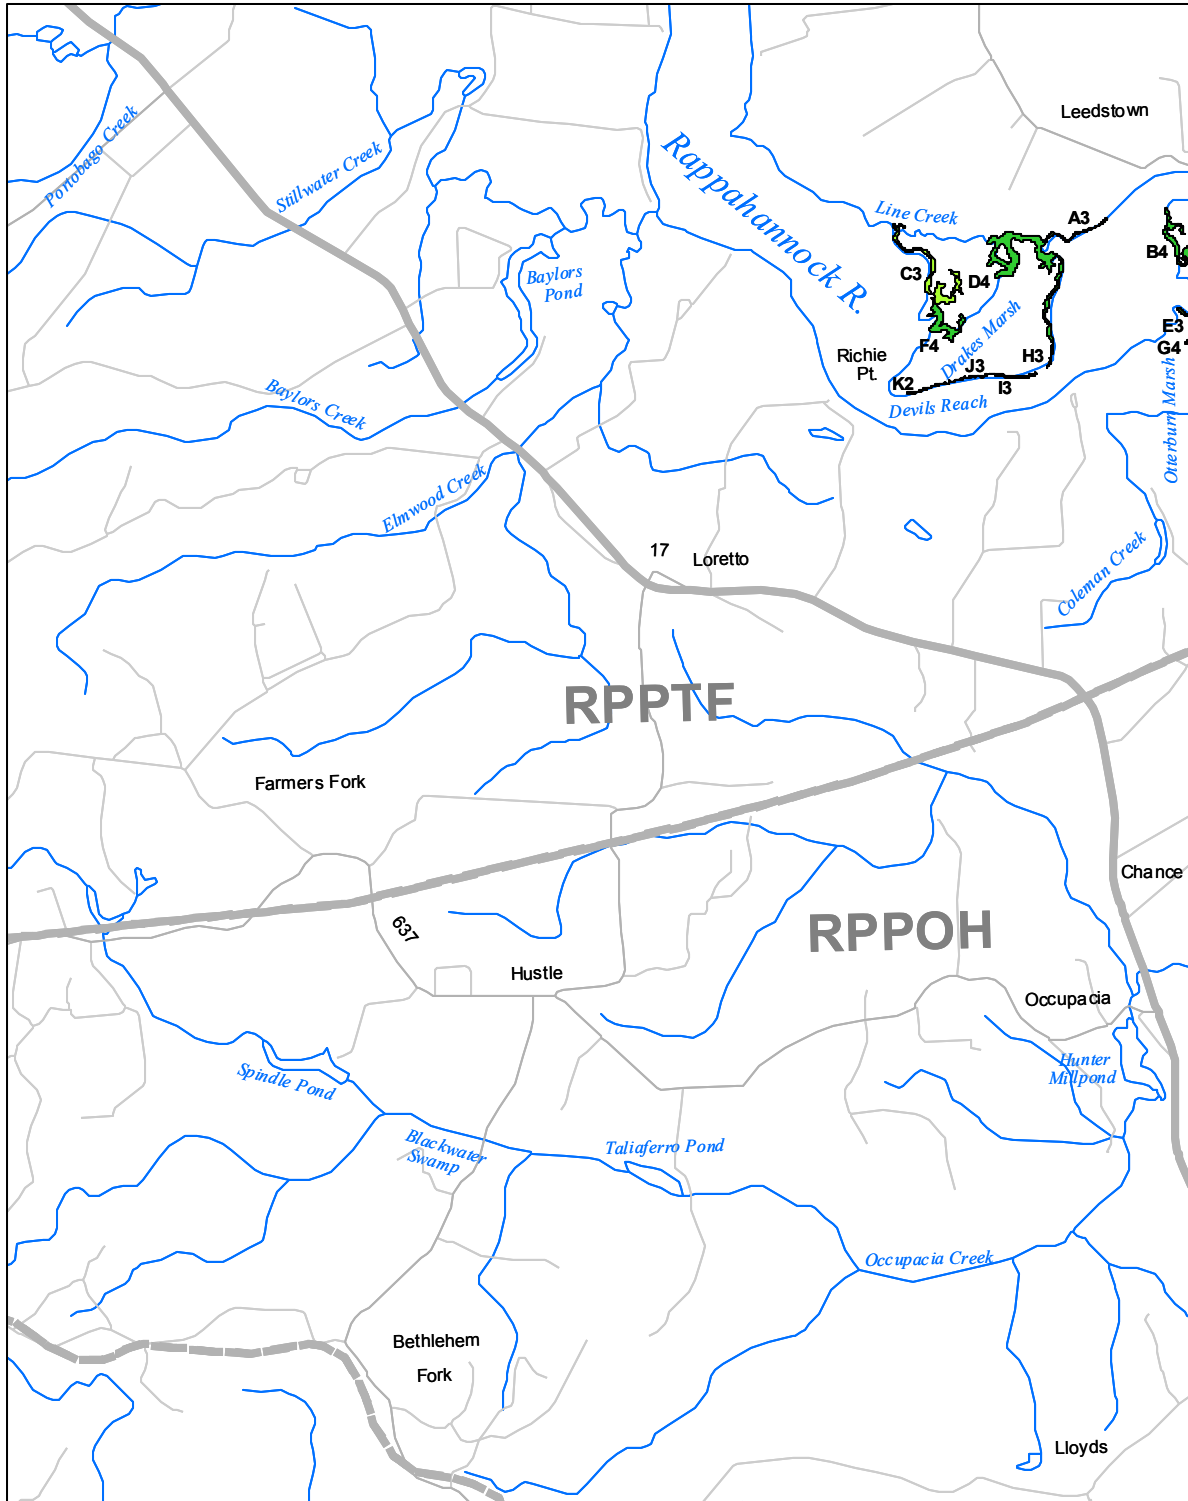 Leedstown
Portobago Creek
Stillwater Creek
Rappahannock R.
Line Creek
A3
B4
C3
D4
Baylors
Pond
E3
G4
F4
Drakes Marsh
Richie
Pt.
H3
J3
I3
K2
Devils Reach
Otterburn Marsh
Baylors Creek
Elmwood Creek
17
Loretto
Coleman Creek
RPPTF
Farmers Fork
Chance
637
RPPOH
Hustle
Occupacia
Hunter
Millpond
Spindle Pond
Blackwater
Swamp
Taliaferro Pond
Occupacia Creek
Bethlehem
Fork
Lloyds